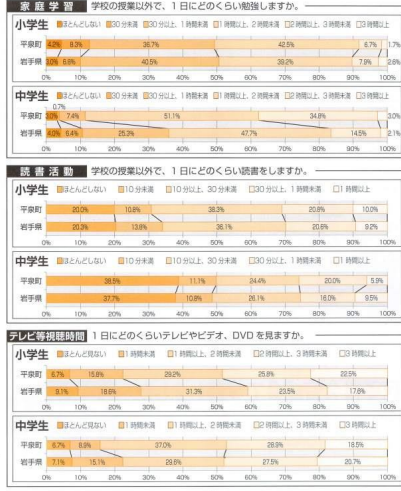 家庭学習 学校の授業以外で、1日にどのくらい勉強しますか。
小学生 ほとんどしない 30分未満 30分以上、1時間未満 1時間以上、2時間未満 2時間以上、3時間未満 3時間以上
平泉町 4.2% 8.3% 36.7% 42.5% 6.7% 1.7%
岩手県 3.0% 6.6% 40.5% 39.2% 7.9% 2.8%
0% 10% 20% 30% 40% 50% 60% 70% 80% 90% 100%
中学生 ほとんどしない 30分未満 30分以上、1時間未満 1時間以上、2時間未満 2時間以上、3時間未満 3時間以上
0.7%
平泉町 3.0% 7.4% 51.1% 34.8% 3.0%
岩手県 4.0% 6.4% 25.3% 47.7% 14.5% 2.1%
0% 10% 20% 30% 40% 50% 60% 70% 80% 90% 100%
読書活動 学校の授業以外で、1日にどのくらい読書をしますか。
小学生 ほとんどしない 10分未満 10分以上、30分未満 30分以上、1時間未満 1時間以上
平泉町 20.0% 10.8% 38.3% 20.8% 10.0%
岩手県 20.3% 13.8% 36.1% 20.6% 9.2%
0% 10% 20% 30% 40% 50% 60% 70% 80% 90% 100%
中学生 ほとんどしない 10分未満 10分以上、30分未満 30分以上、1時間未満 1時間以上
平泉町 38.5% 11.1% 24.4% 20.0% 5.9%
岩手県 37.7% 10.8% 26.1% 16.0% 9.5%
0% 10% 20% 30% 40% 50% 60% 70% 80% 90% 100%
テレビ等視聴時間 1日にどのくらいテレビやビデオ、DVDを見ますか。
小学生 ほとんど見ない 1時間未満 1時間以上、2時間未満 2時間以上、3時間未満 3時間以上
平泉町 6.7% 15.8% 29.2% 25.8% 22.5%
岩手県 9.1% 18.6% 31.3% 23.5% 17.6%
0% 10% 20% 30% 40% 50% 60% 70% 80% 90% 100%
中学生 ほとんど見ない 1時間未満 1時間以上、2時間未満 2時間以上、3時間未満 3時間以上
平泉町 6.7% 8.9% 37.0% 28.9% 18.5%
岩手県 7.1% 15.1% 29.6% 27.5% 20.7%
0% 10% 20% 30% 40% 50% 60% 70% 80% 90% 100%